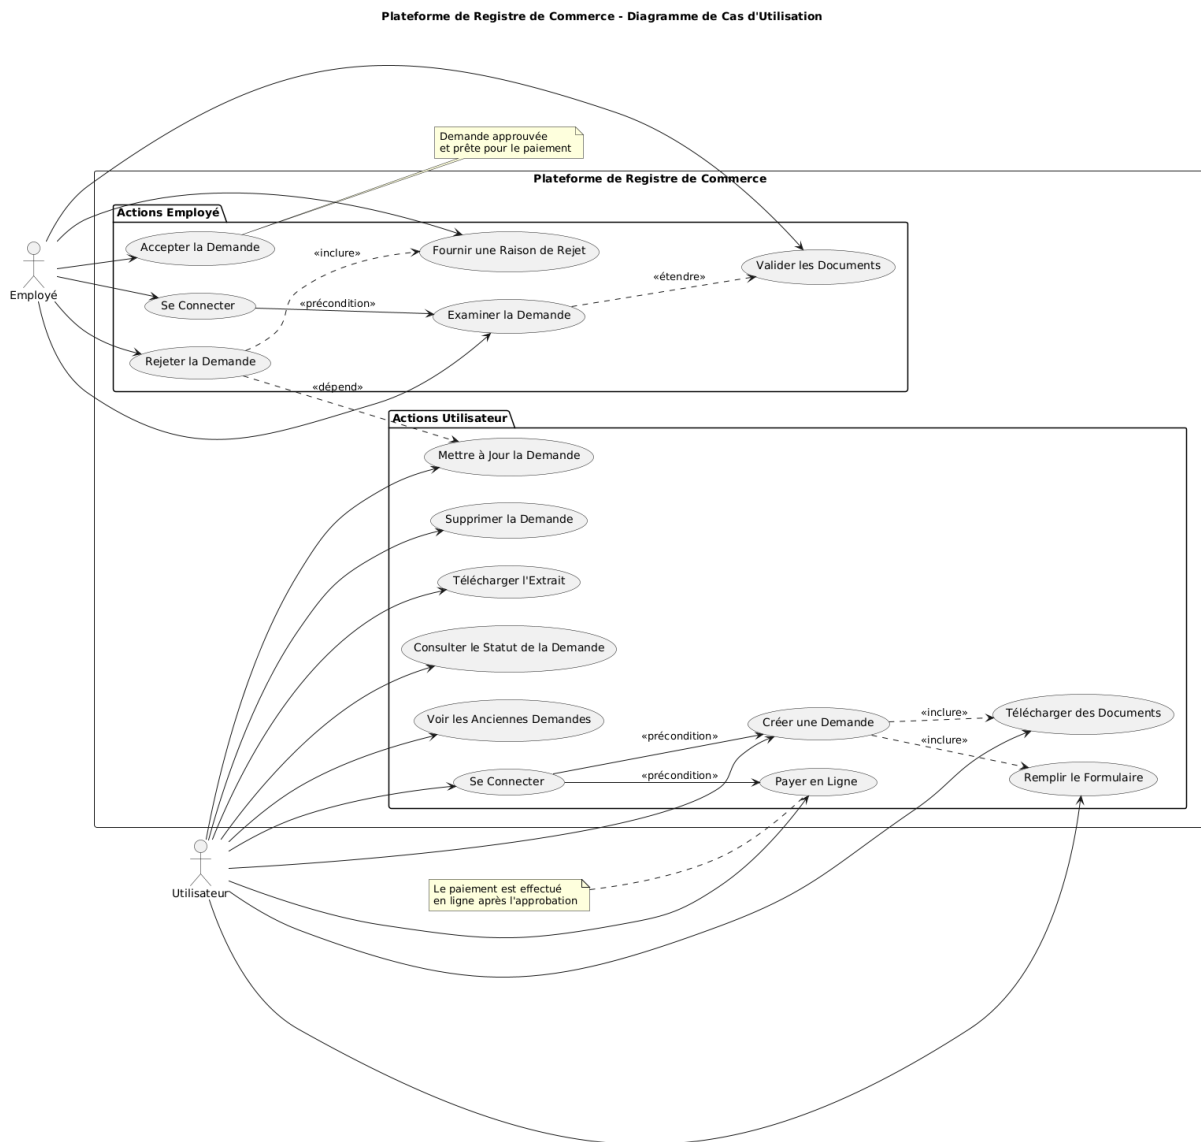 Plateforme de Registre de Commerce - Diagramme de Cas d'Utilisation
Demande approuvée
et prête pour le paiement
Plateforme de Registre de Commerce
Actions Employé
Accepter la Demande
«inclure»
Fournir une Raison de Rejet
«étendre»
Valider les Documents
Employé
Se Connecter
«précondition»
Examiner la Demande
Rejeter la Demande
«dépend»
Actions Utilisateur
Mettre à Jour la Demande
Supprimer la Demande
Télécharger l'Extrait
Consulter le Statut de la Demande
Voir les Anciennes Demandes
«précondition»
Créer une Demande
«inclure»
Télécharger des Documents
«inclure»
Se Connecter
«précondition»
Payer en Ligne
Remplir le Formulaire
Utilisateur
Le paiement est effectué
en ligne après l'approbation